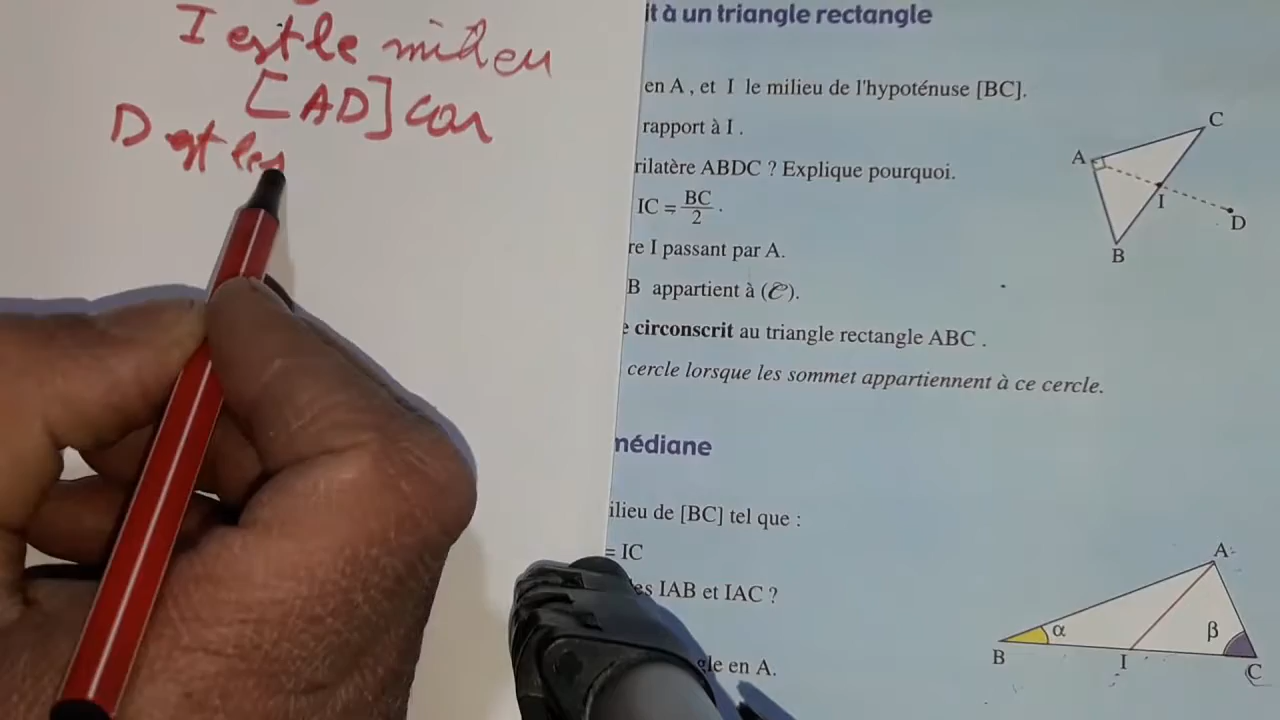 I est le milieu
[AD] car
D est les
it à un triangle rectangle
en A , et I le milieu de l'hypoténuse [BC].
rapport à I .
rilatère ABDC ? Explique pourquoi.
IC = BC/2 .
re I passant par A.
B appartient à (𝒞).
e circonscrit au triangle rectangle ABC .
cercle lorsque les sommet appartiennent à ce cercle.
C
A
I
D
B
médiane
ilieu de [BC] tel que :
= IC
es IAB et IAC ?
gle en A.
A
α
β
B
I
C